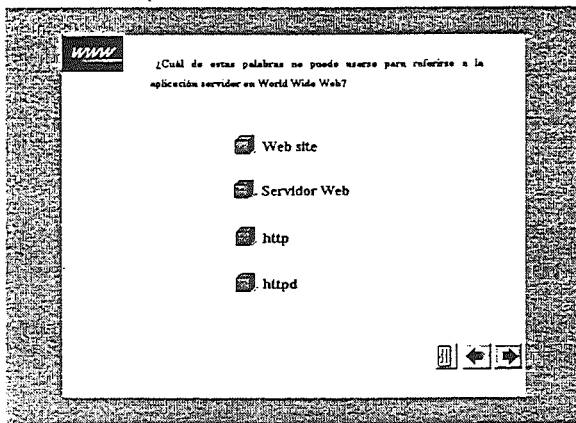 WWW
¿Cuál de estas palabras no puede usarse para referirse a la
aplicación servider en World Wide Web?
Web site
Servidor Web
http
httpd